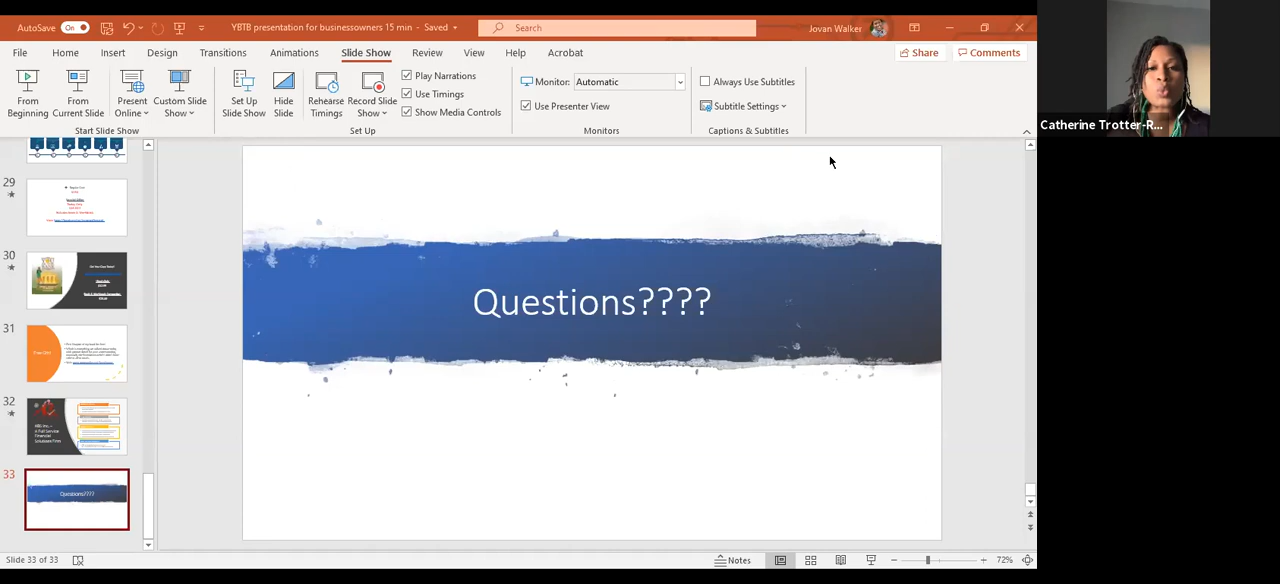 AutoSave On YBTB presentation for businessowners 15 min - Saved Search Jovan Walker
File Home Insert Design Transitions Animations Slide Show Review View Help Acrobat Share Comments
From Beginning
From Current Slide
Present Online
Custom Slide Show
Set Up Slide Show
Hide Slide
Rehearse Timings
Record Slide Show
Play Narrations
Use Timings
Show Media Controls
Monitor: Automatic
Use Presenter View
Always Use Subtitles
Subtitle Settings
Start Slide Show Set Up Monitors Captions & Subtitles
Catherine Trotter-R...
29
30
31
32
33
Questions????
Questions????
Slide 33 of 33 Notes 72%